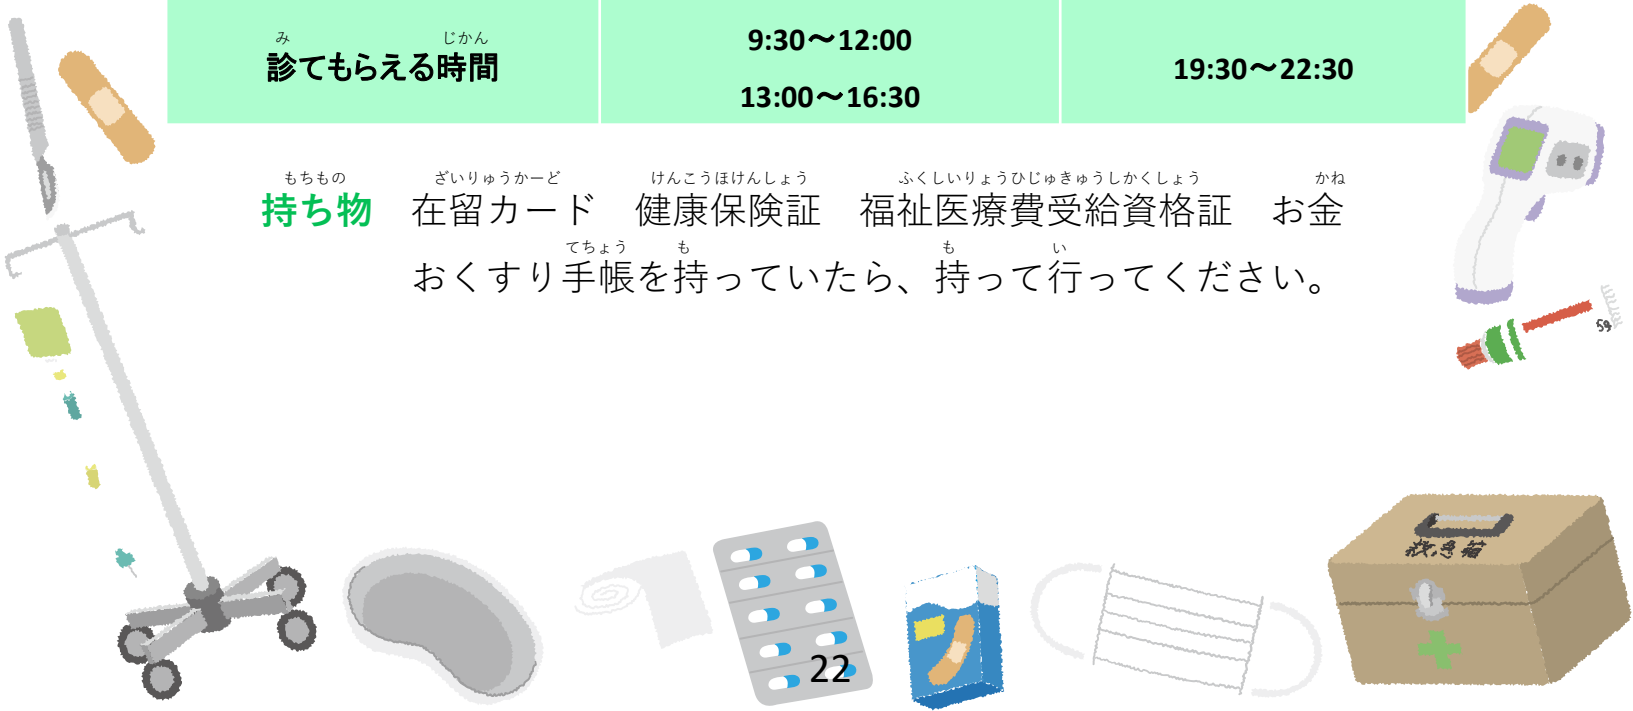 み じかん
診てもらえる時間
9:30～12:00
13:00～16:30
19:30～22:30
もちもの ざいりゅうかーど けんこうほけんしょう ふくしいりょうひじゅきゅうしかくしょう かね
持ち物 在留カード 健康保険証 福祉医療費受給資格証 お金
てちょう も も い
おくすり手帳を持っていたら、持って行ってください。
救急箱
22